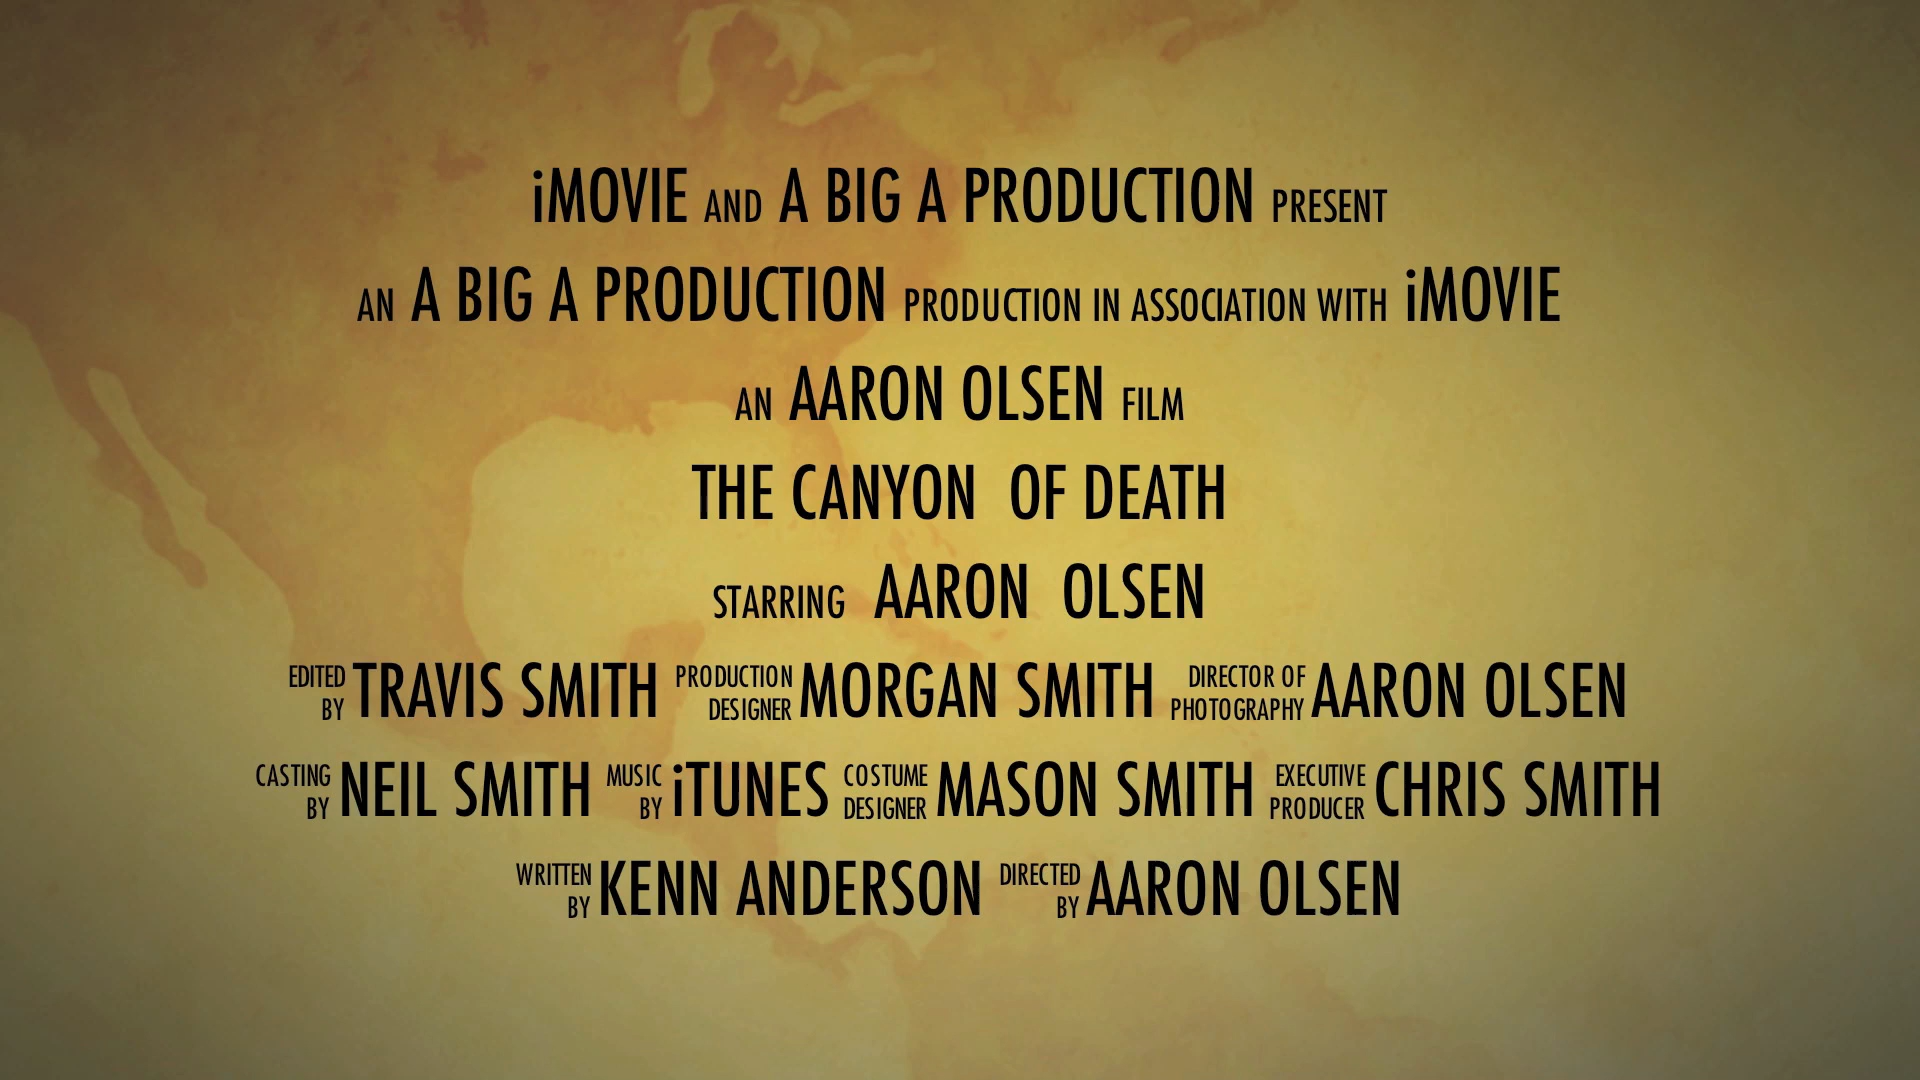 iMOVIE AND A BIG A PRODUCTION PRESENT
AN A BIG A PRODUCTION PRODUCTION IN ASSOCIATION WITH iMOVIE
AN AARON OLSEN FILM
THE CANYON OF DEATH
STARRING AARON OLSEN
EDITED BY TRAVIS SMITH PRODUCTION DESIGNER MORGAN SMITH DIRECTOR OF PHOTOGRAPHY AARON OLSEN
CASTING BY NEIL SMITH MUSIC BY iTUNES COSTUME DESIGNER MASON SMITH EXECUTIVE PRODUCER CHRIS SMITH
WRITTEN BY KENN ANDERSON DIRECTED BY AARON OLSEN